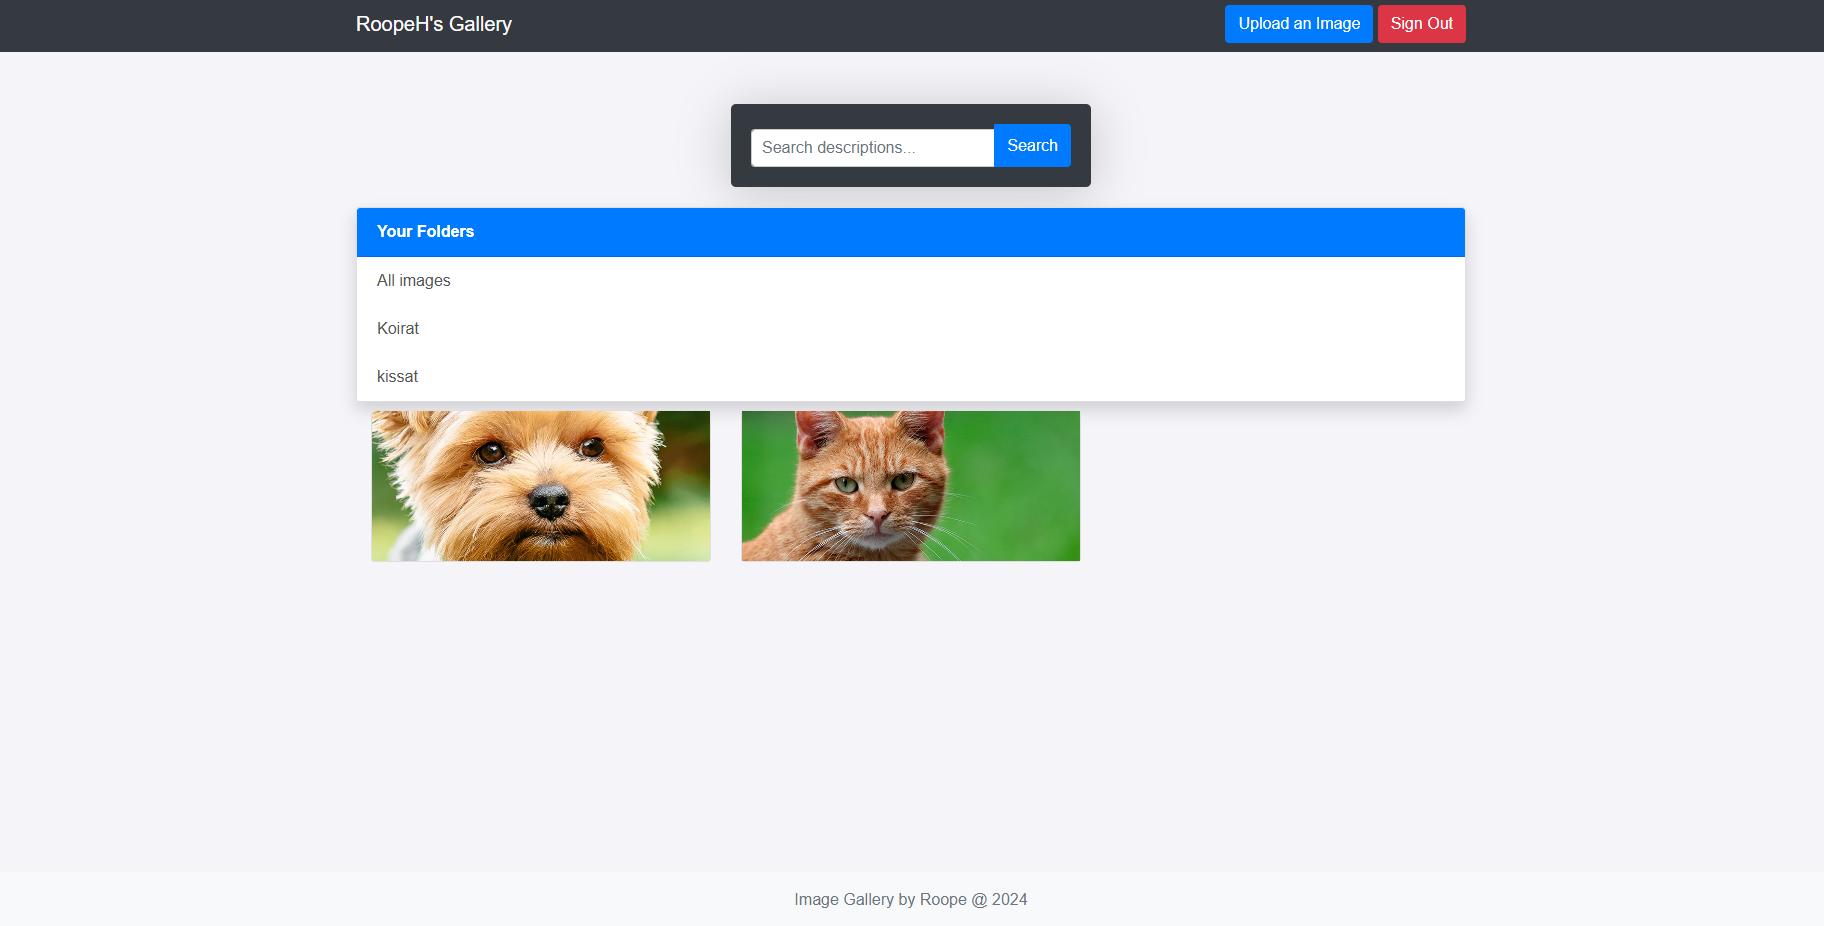 RoopeH's Gallery
Upload an Image
Sign Out
Search descriptions...
Search
Your Folders
All images
Koirat
kissat
Image Gallery by Roope @ 2024